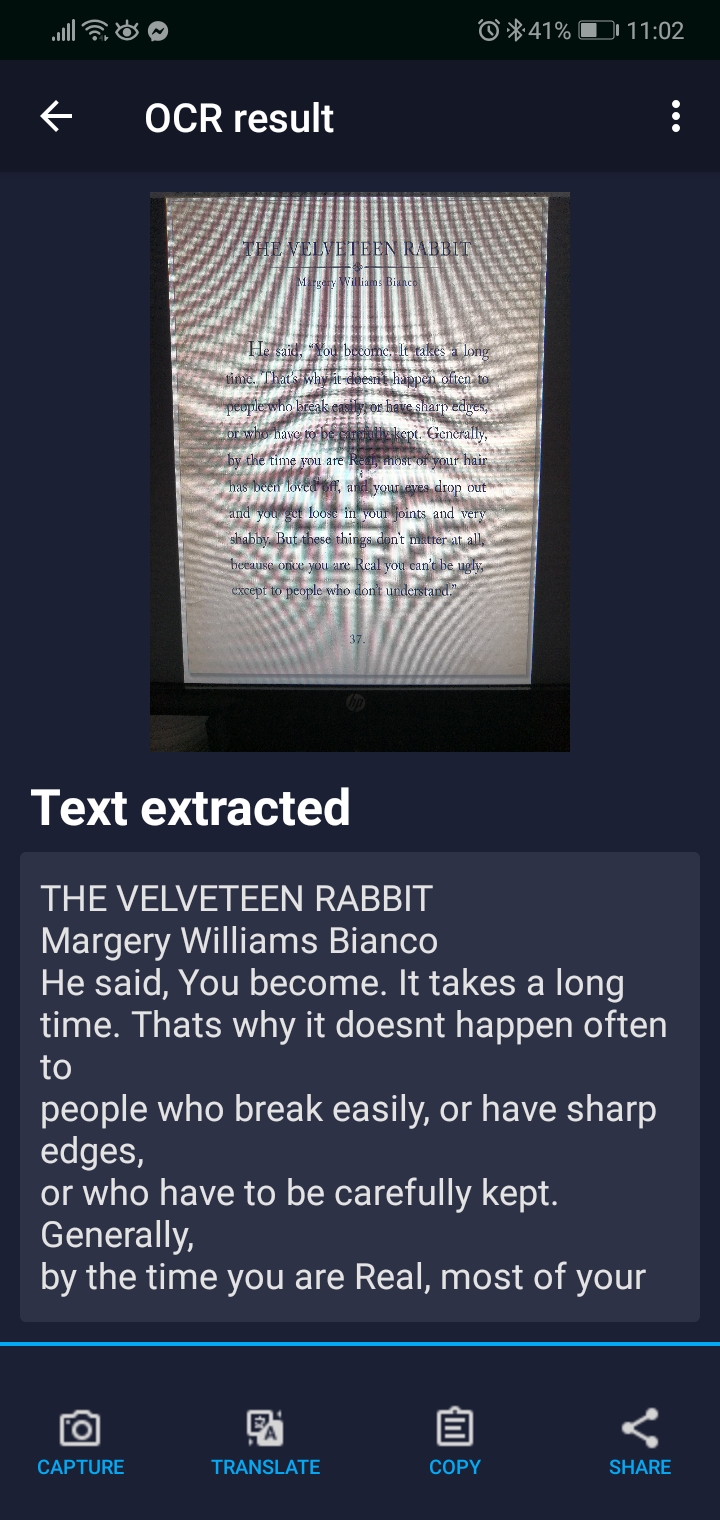 41% 11:02
OCR result
THE VELVETEEN RABBIT
Margery Williams Bianco
He said, “You become. It takes a long
time. That's why it doesn't happen often to
people who break easily, or have sharp edges,
or who have to be carefully kept. Generally,
by the time you are Real, most of your hair
has been loved off, and your eyes drop out
and you get loose in your joints and very
shabby. But these things don't matter at all,
because once you are Real you can't be ugly,
except to people who don't understand.”
37.
hp
Text extracted
THE VELVETEEN RABBIT
Margery Williams Bianco
He said, You become. It takes a long
time. Thats why it doesnt happen often
to
people who break easily, or have sharp
edges,
or who have to be carefully kept.
Generally,
by the time you are Real, most of your
CAPTURE TRANSLATE COPY SHARE